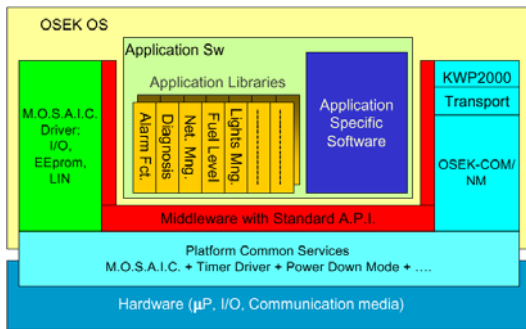 OSEK OS
Application Sw
Application Libraries
Alarm Fct.
Diagnosis
Net. Mng.
Fuel Level
Lights Mng.
----------
----------
Application
Specific
Software
M.O.S.A.I.C.
Driver:
I/O,
EEprom,
LIN
KWP2000
Transport
OSEK-COM/
NM
Middleware with Standard A.P.I.
Platform Common Services
M.O.S.A.I.C. + Timer Driver + Power Down Mode + ....
Hardware (µP, I/O, Communication media)